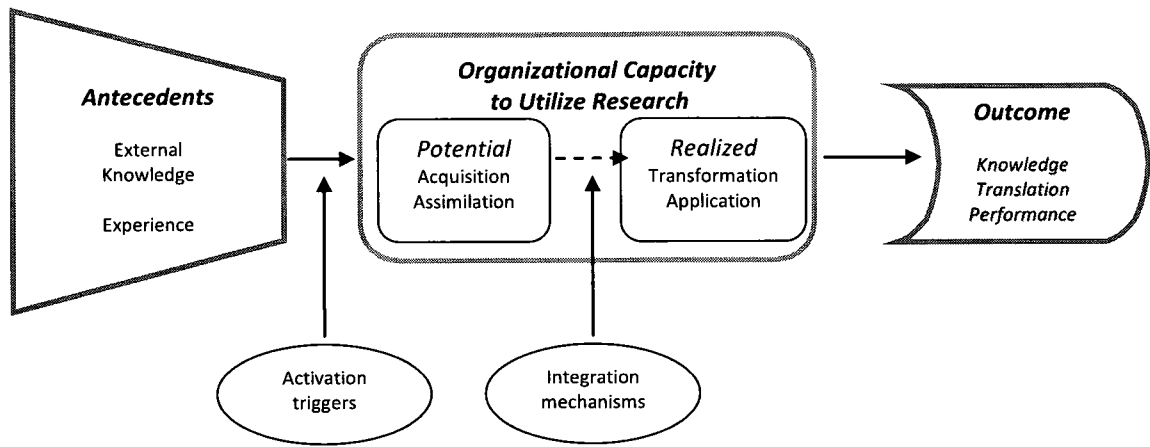 Antecedents
External
Knowledge
Experience
Organizational Capacity
to Utilize Research
Potential
Acquisition
Assimilation
Realized
Transformation
Application
Outcome
Knowledge
Translation
Performance
Activation
triggers
Integration
mechanisms